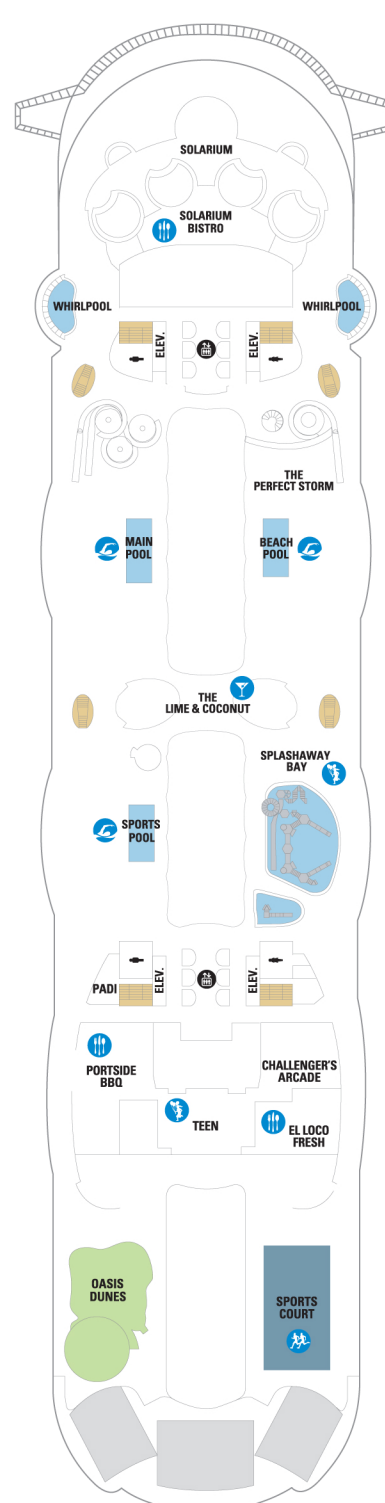 SOLARIUM
SOLARIUM
BISTRO
WHIRLPOOL
WHIRLPOOL
ELEV.
ELEV.
THE
PERFECT STORM
MAIN
POOL
BEACH
POOL
THE
LIME & COCONUT
SPLASHAWAY
BAY
SPORTS
POOL
PADI
ELEV.
ELEV.
PORTSIDE
BBQ
CHALLENGER'S
ARCADE
TEEN
EL LOCO
FRESH
OASIS
DUNES
SPORTS
COURT